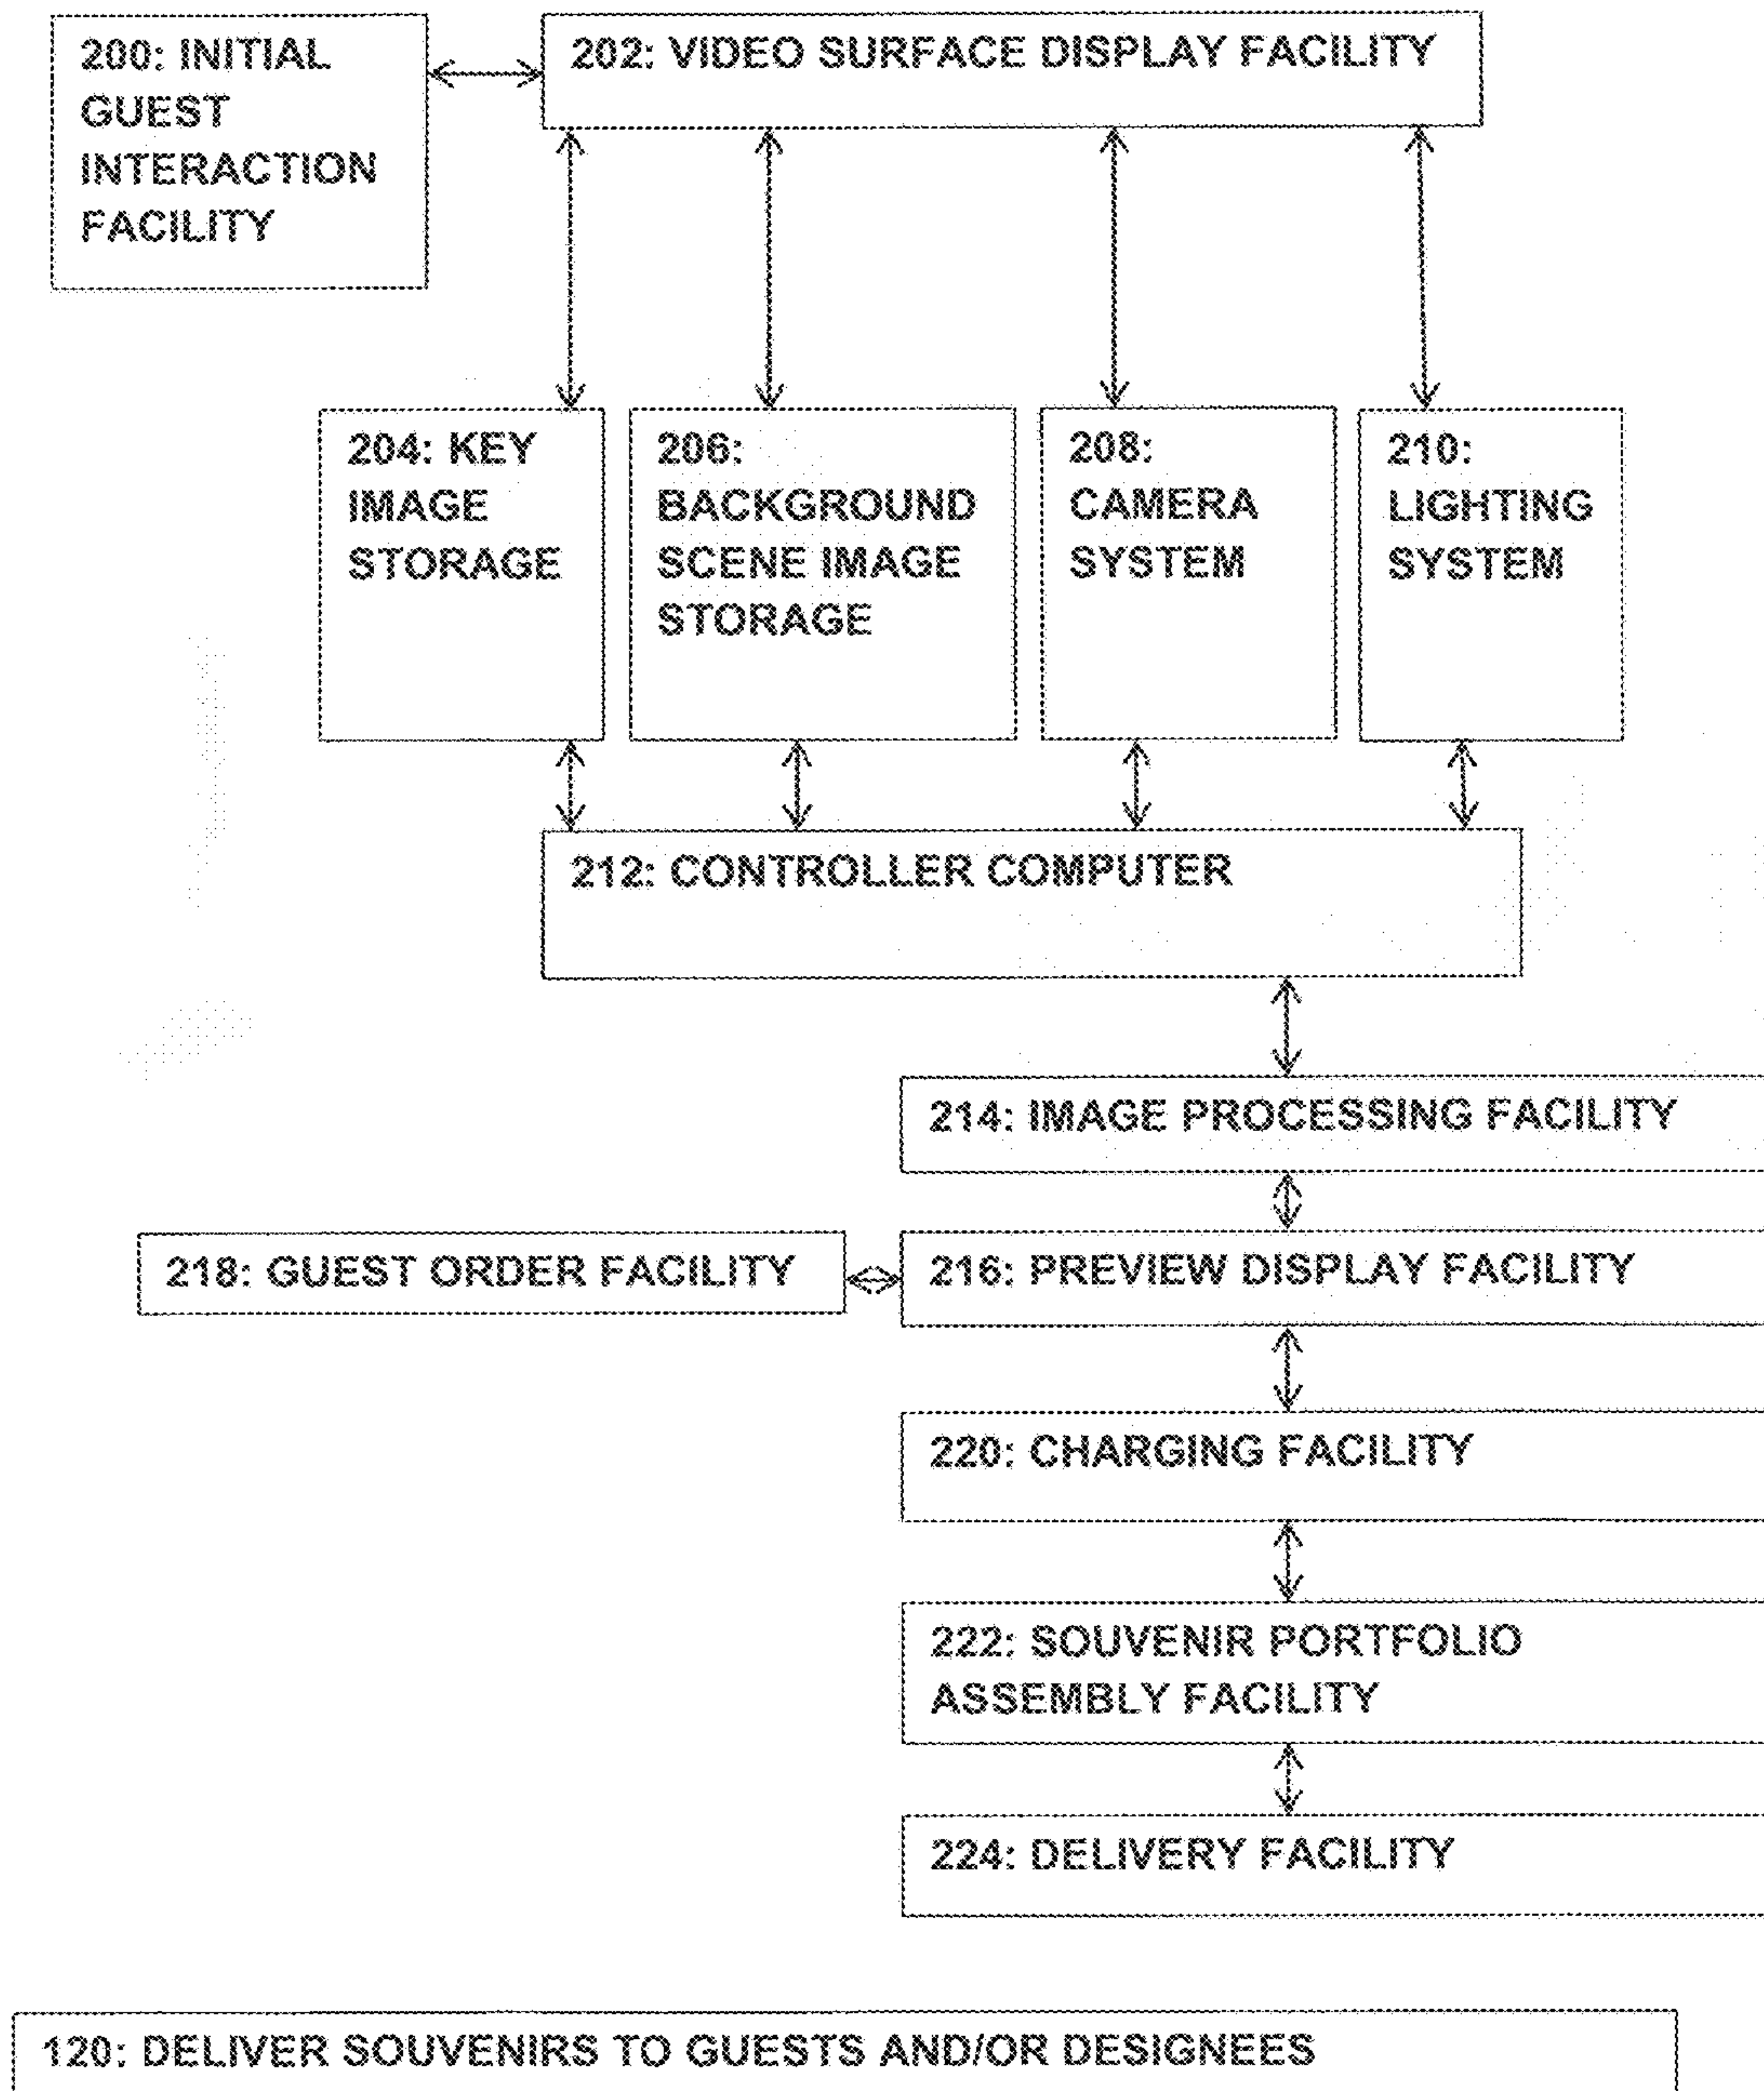 200: INITIAL
GUEST
INTERACTION
FACILITY
202: VIDEO SURFACE DISPLAY FACILITY
204: KEY
IMAGE
STORAGE
206:
BACKGROUND
SCENE IMAGE
STORAGE
208:
CAMERA
SYSTEM
210:
LIGHTING
SYSTEM
212: CONTROLLER COMPUTER
214: IMAGE PROCESSING FACILITY
218: GUEST ORDER FACILITY
216: PREVIEW DISPLAY FACILITY
220: CHARGING FACILITY
222: SOUVENIR PORTFOLIO
ASSEMBLY FACILITY
224: DELIVERY FACILITY
120: DELIVER SOUVENIRS TO GUESTS AND/OR DESIGNEES